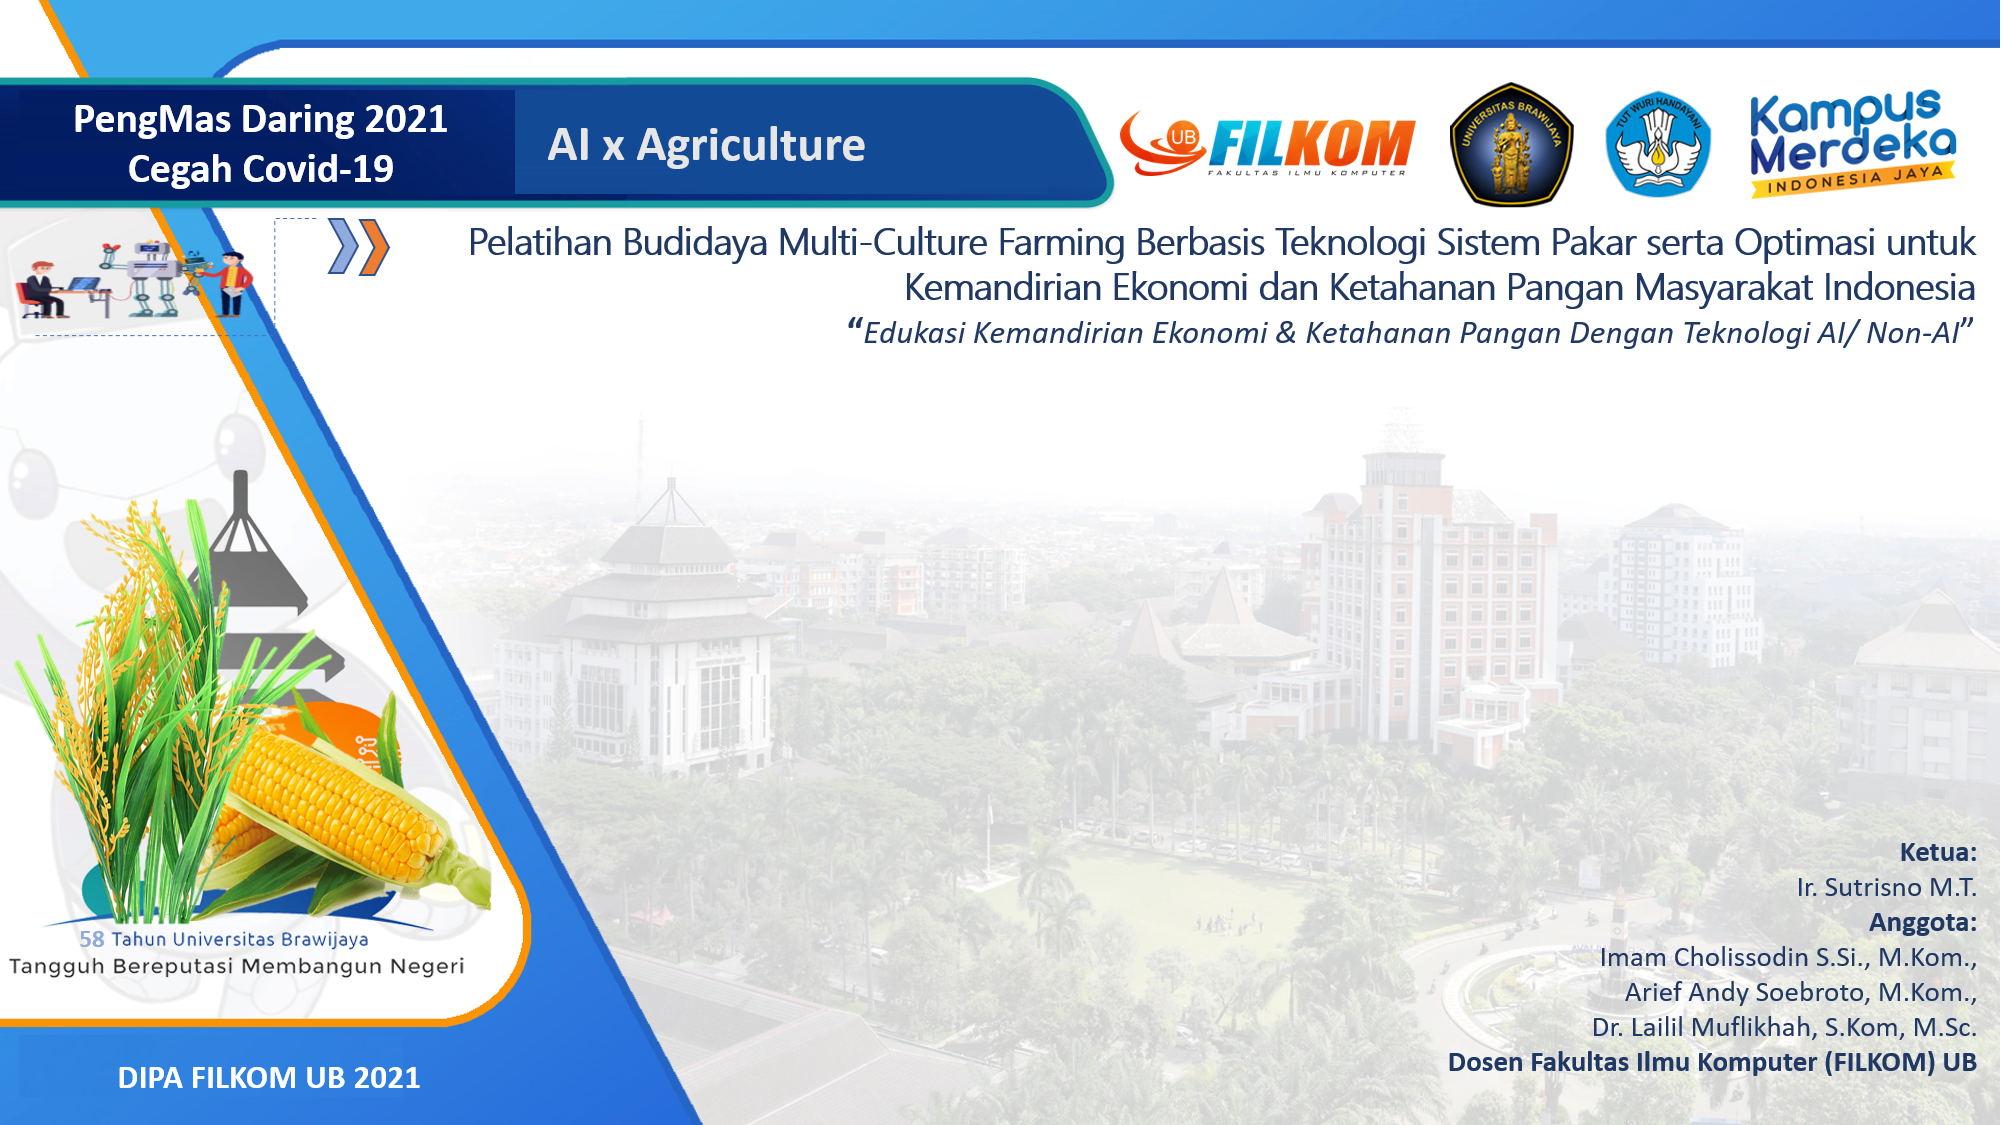 PengMas Daring 2021
Cegah Covid-19
AI x Agriculture
UB FILKOM
FAKULTAS ILMU KOMPUTER
UNIVERSITAS BRAWIJAYA
TUT WURI HANDAYANI
Kampus
Merdeka
INDONESIA JAYA
Pelatihan Budidaya Multi-Culture Farming Berbasis Teknologi Sistem Pakar serta Optimasi untuk
Kemandirian Ekonomi dan Ketahanan Pangan Masyarakat Indonesia
“Edukasi Kemandirian Ekonomi & Ketahanan Pangan Dengan Teknologi AI/ Non-AI”
58 Tahun Universitas Brawijaya
Tangguh Bereputasi Membangun Negeri
DIPA FILKOM UB 2021
Ketua:
Ir. Sutrisno M.T.
Anggota:
Imam Cholissodin S.Si., M.Kom.,
Arief Andy Soebroto, M.Kom.,
Dr. Lailil Muflikhah, S.Kom, M.Sc.
Dosen Fakultas Ilmu Komputer (FILKOM) UB